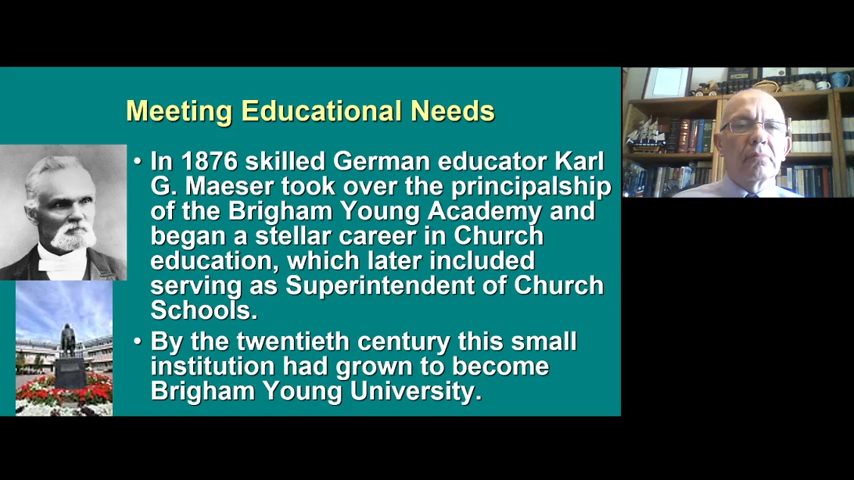 Meeting Educational Needs
• In 1876 skilled German educator Karl
G. Maeser took over the principalship
of the Brigham Young Academy and
began a stellar career in Church
education, which later included
serving as Superintendent of Church
Schools.
• By the twentieth century this small
institution had grown to become
Brigham Young University.